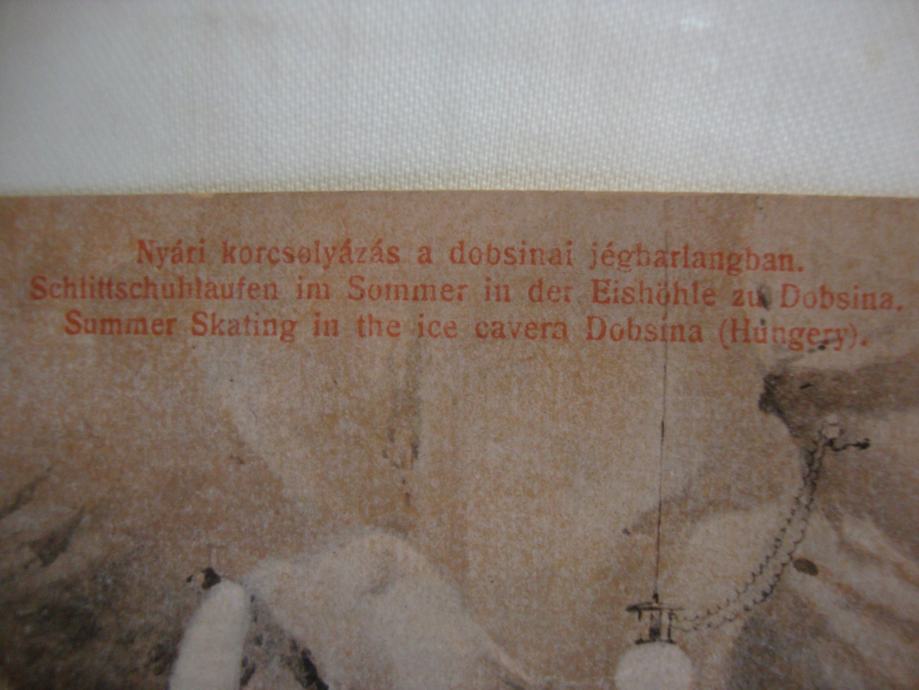 Nyári korcsolyázás a dobsinai jégbarlangban.
Schlittschuhlaufen im Sommer in der Eishöhle zu Dobsina.
Summer Skating in the ice cavera Dobsina (Hungery).